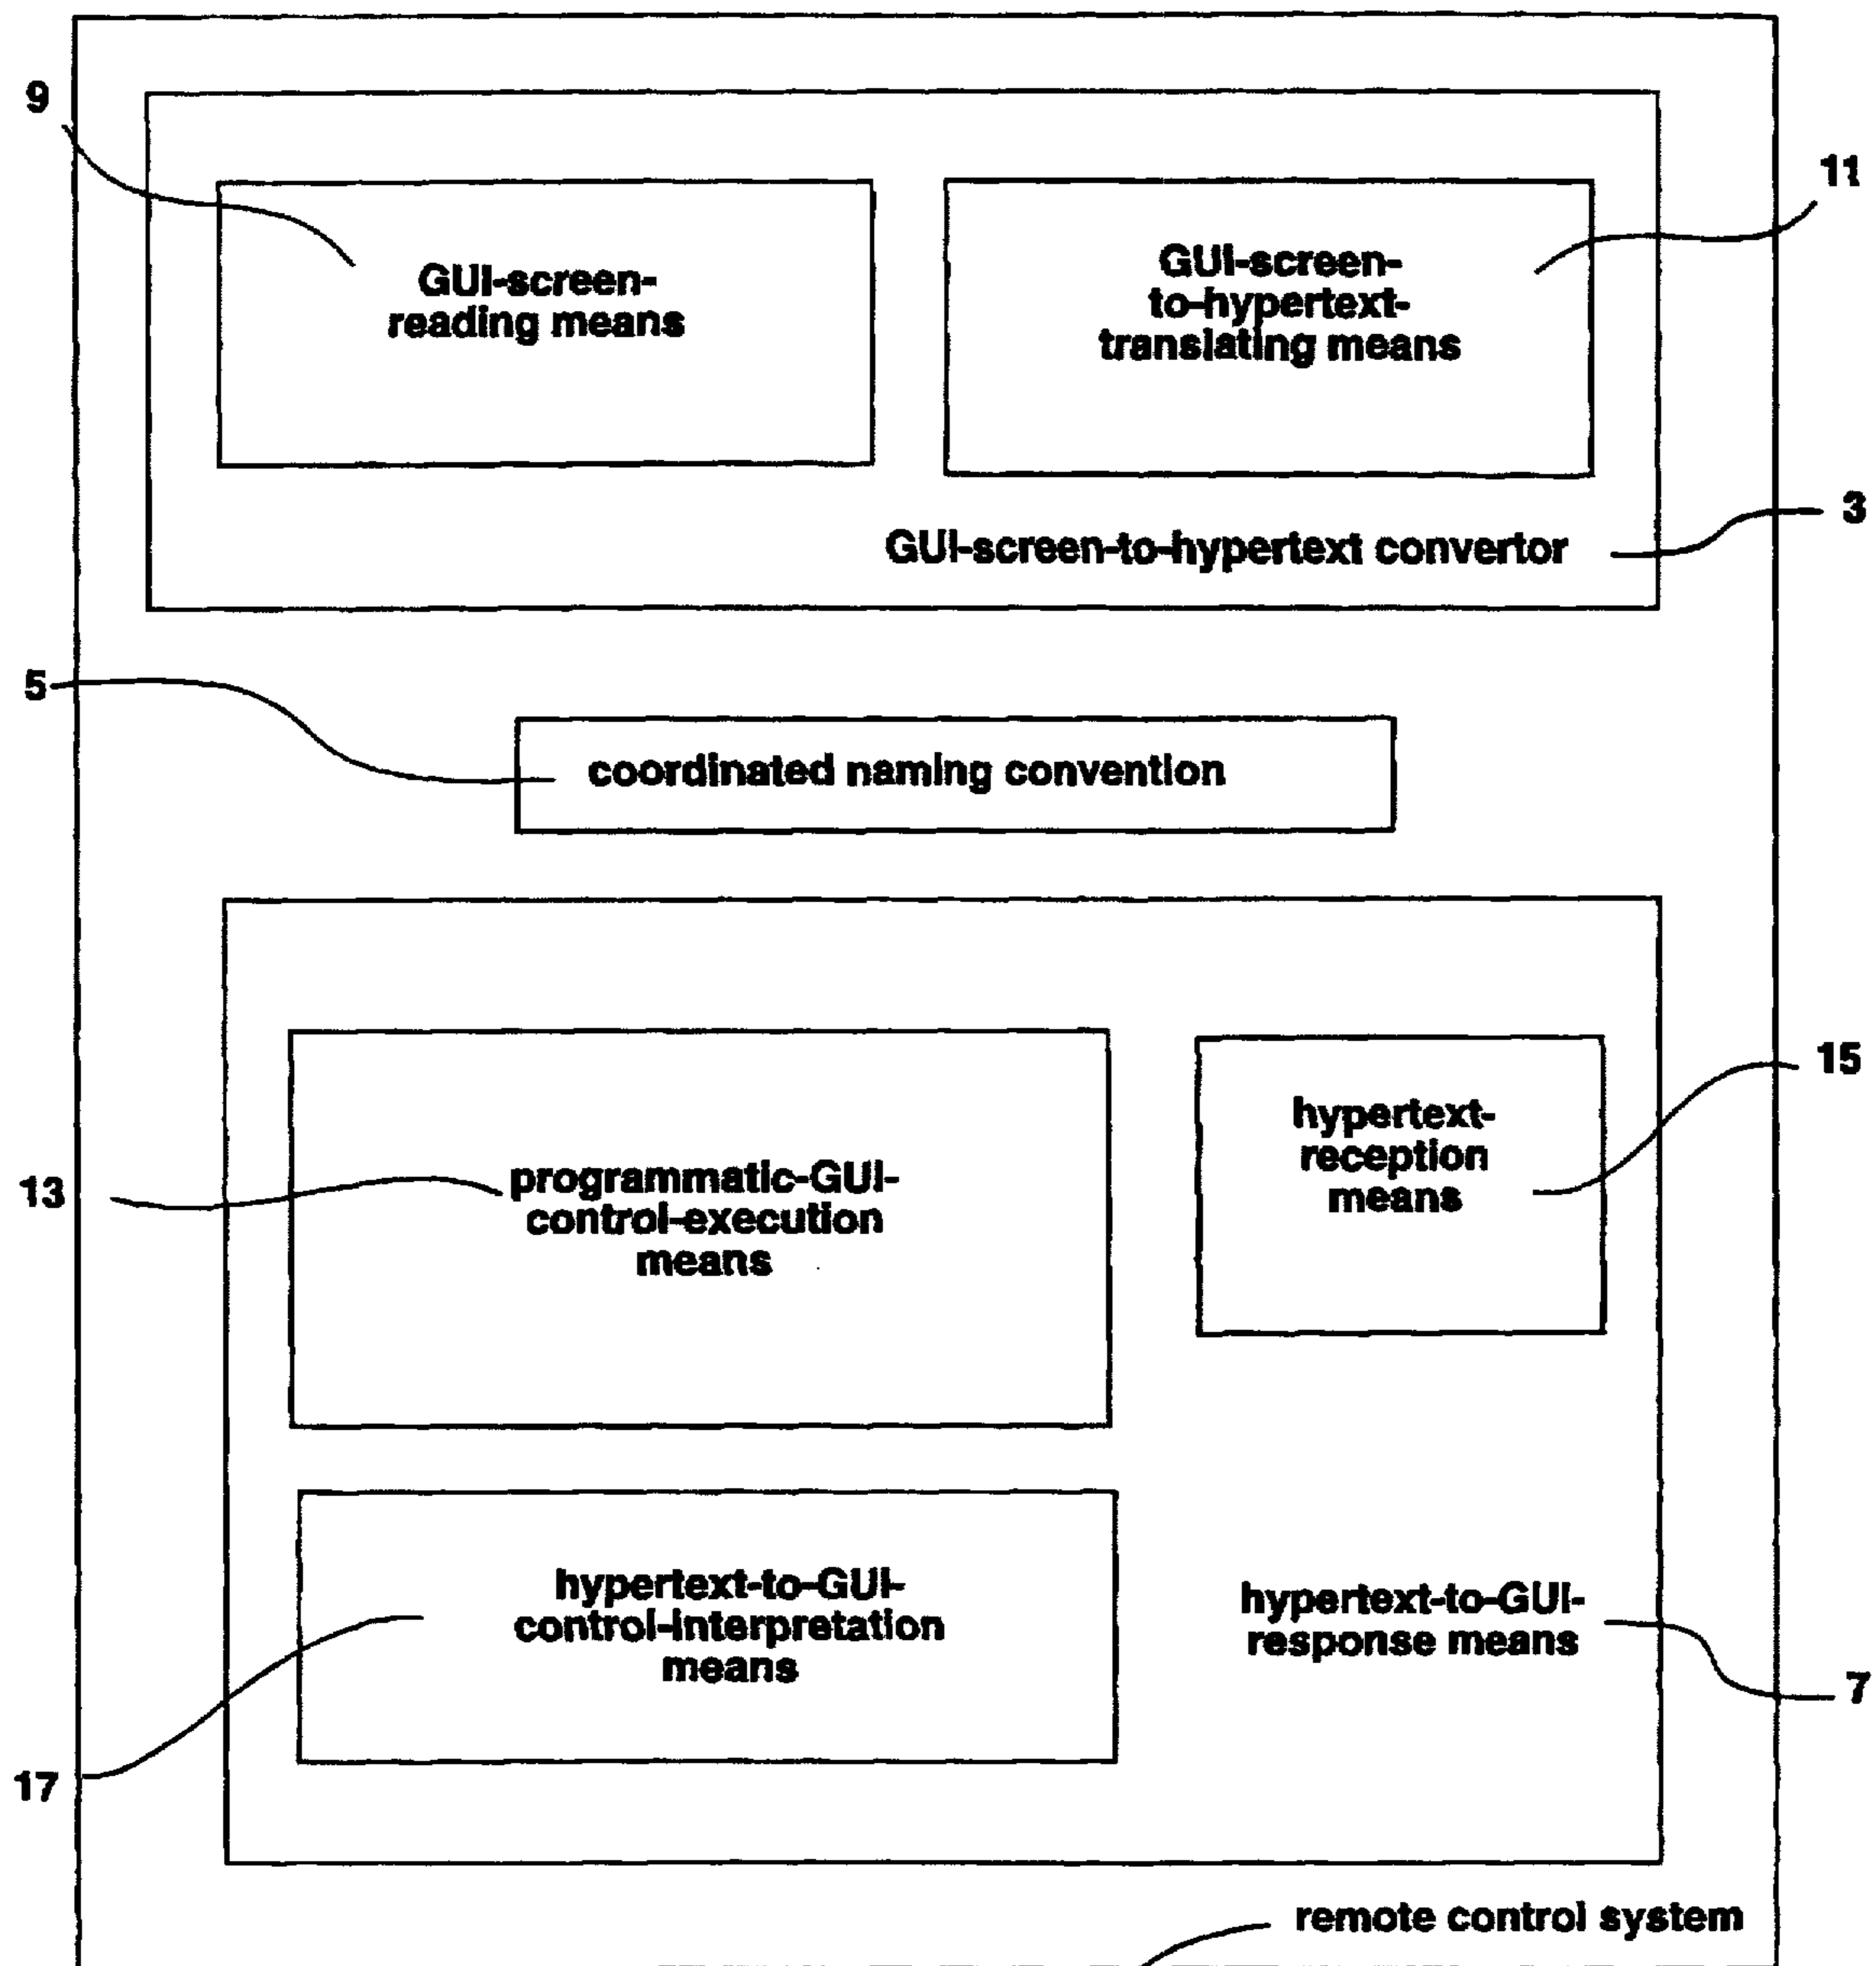 9
11
GUI-screen-
reading means
GUI-screen-
to-hypertext-
translating means
3
GUI-screen-to-hypertext convertor
5
coordinated naming convention
15
hypertext-
reception
means
13
programmatic-GUI-
control-execution
means
hypertext-to-GUI-
control-interpretation
means
hypertext-to-GUI-
response means
7
17
remote control system